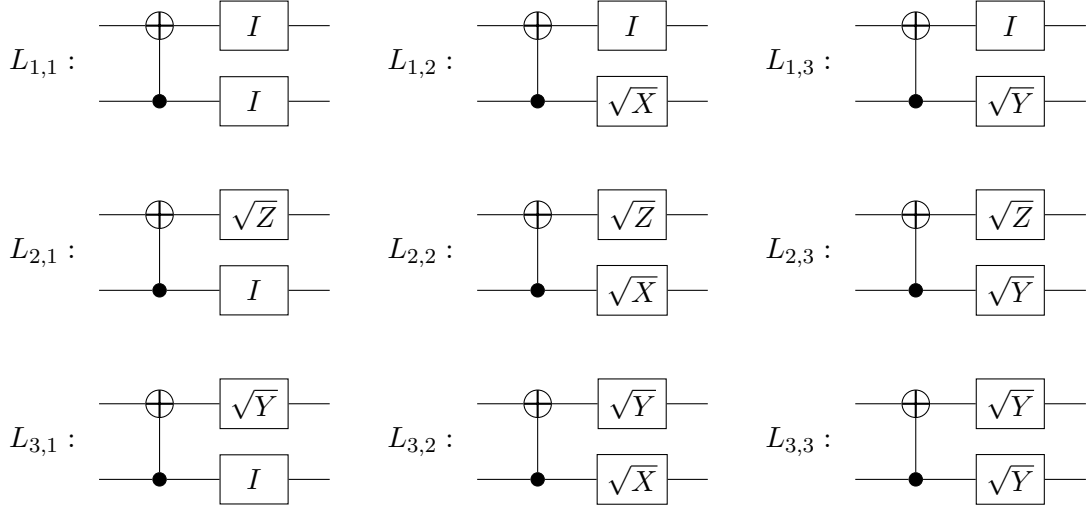 I I I
L_{1,1} : L_{1,2} : L_{1,3} :
I √X √Y
√Z √Z √Z
L_{2,1} : L_{2,2} : L_{2,3} :
I √X √Y
√Y √Y √Y
L_{3,1} : L_{3,2} : L_{3,3} :
I √X √Y